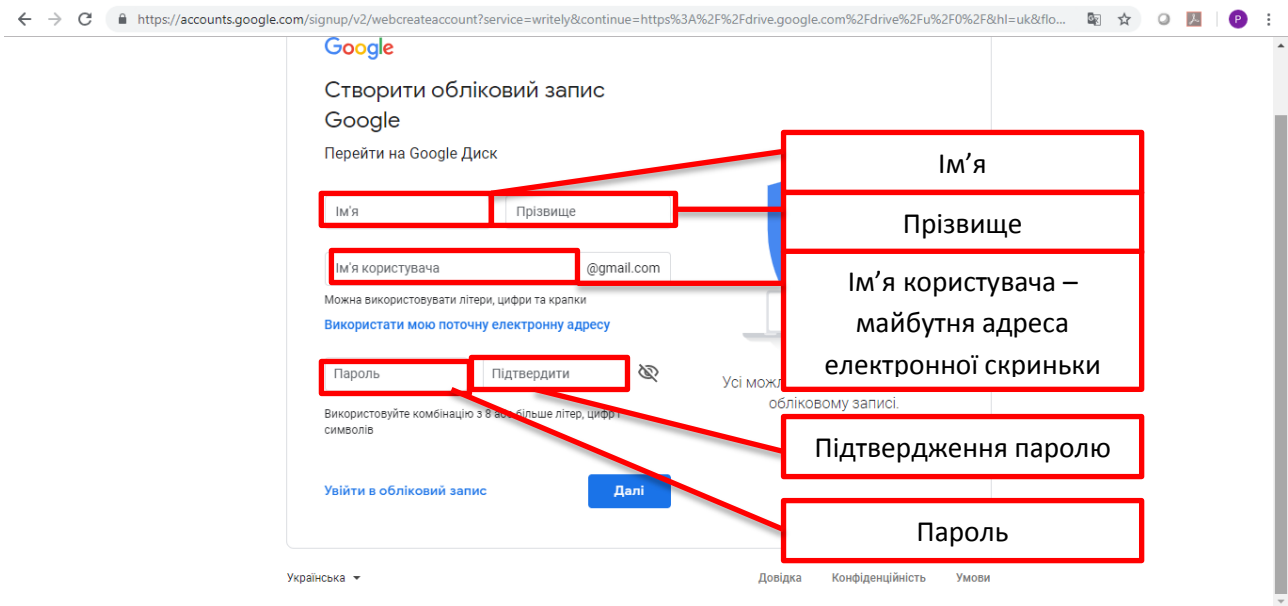 https://accounts.google.com/signup/v2/webcreateaccount?service=writely&continue=https%3A%2F%2Fdrive.google.com%2Fdrive%2Fu%2F0%2F&hl=uk&flo...
P
Google
Створити обліковий запис
Google
Перейти на Google Диск
Ім'я
Прізвище
Ім'я користувача
@gmail.com
Можна використовувати літери, цифри та крапки
Використати мою поточну електронну адресу
Пароль
Підтвердити
Використовуйте комбінацію з 8 або більше літер, цифр і
символів
Увійти в обліковий запис
Далі
Усі мож
обліковому записі.
Ім’я
Прізвище
Ім’я користувача –
майбутня адреса
електронної скриньки
Підтвердження паролю
Пароль
Українська
Довідка
Конфіденційність
Умови